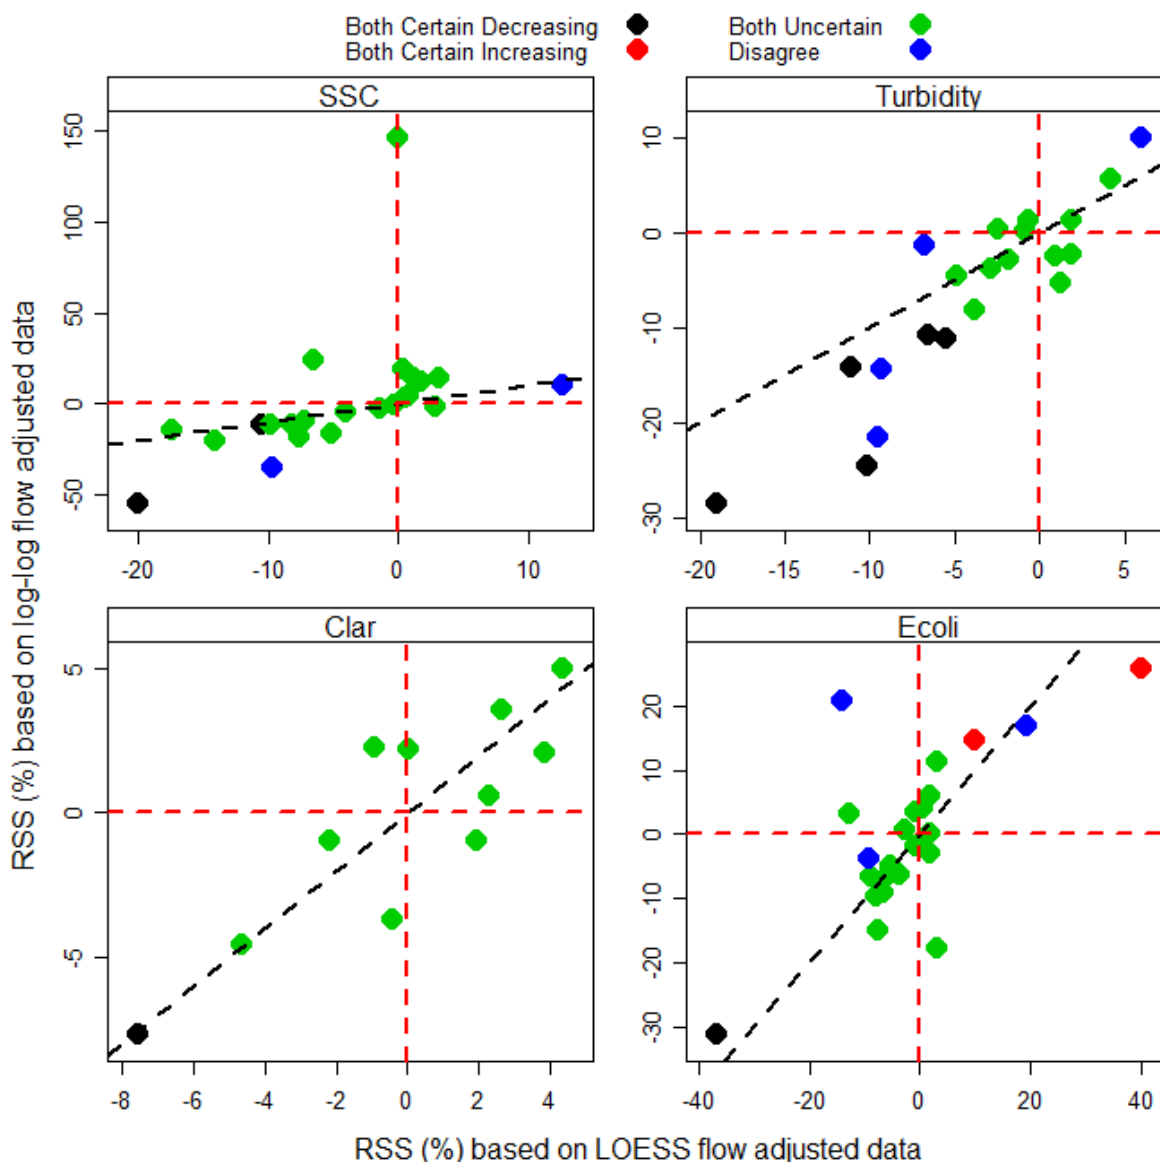 Both Certain Decreasing
Both Uncertain
Both Certain Increasing
Disagree
SSC
Turbidity
150
100
50
0
-50
10
0
-10
-20
-30
-20 -10 0 10
-20 -15 -10 -5 0 5
Clar
Ecoli
5
0
-5
20
10
0
-10
-20
-30
-8 -6 -4 -2 0 2 4
-40 -20 0 20 40
RSS (%) based on log-log flow adjusted data
RSS (%) based on LOESS flow adjusted data